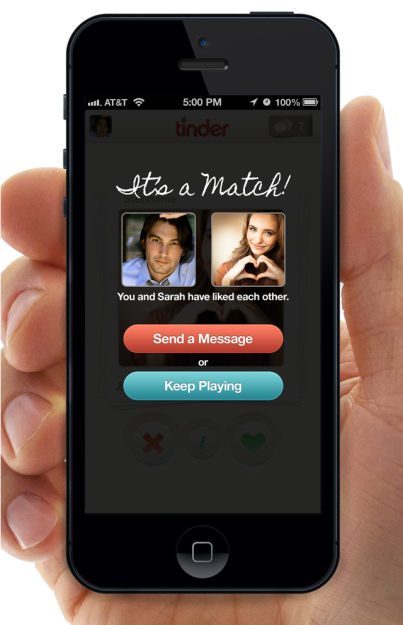 AT&T 5:00 PM 100%
tinder 7
It's a Match!
You and Sarah have liked each other.
Send a Message
or
Keep Playing